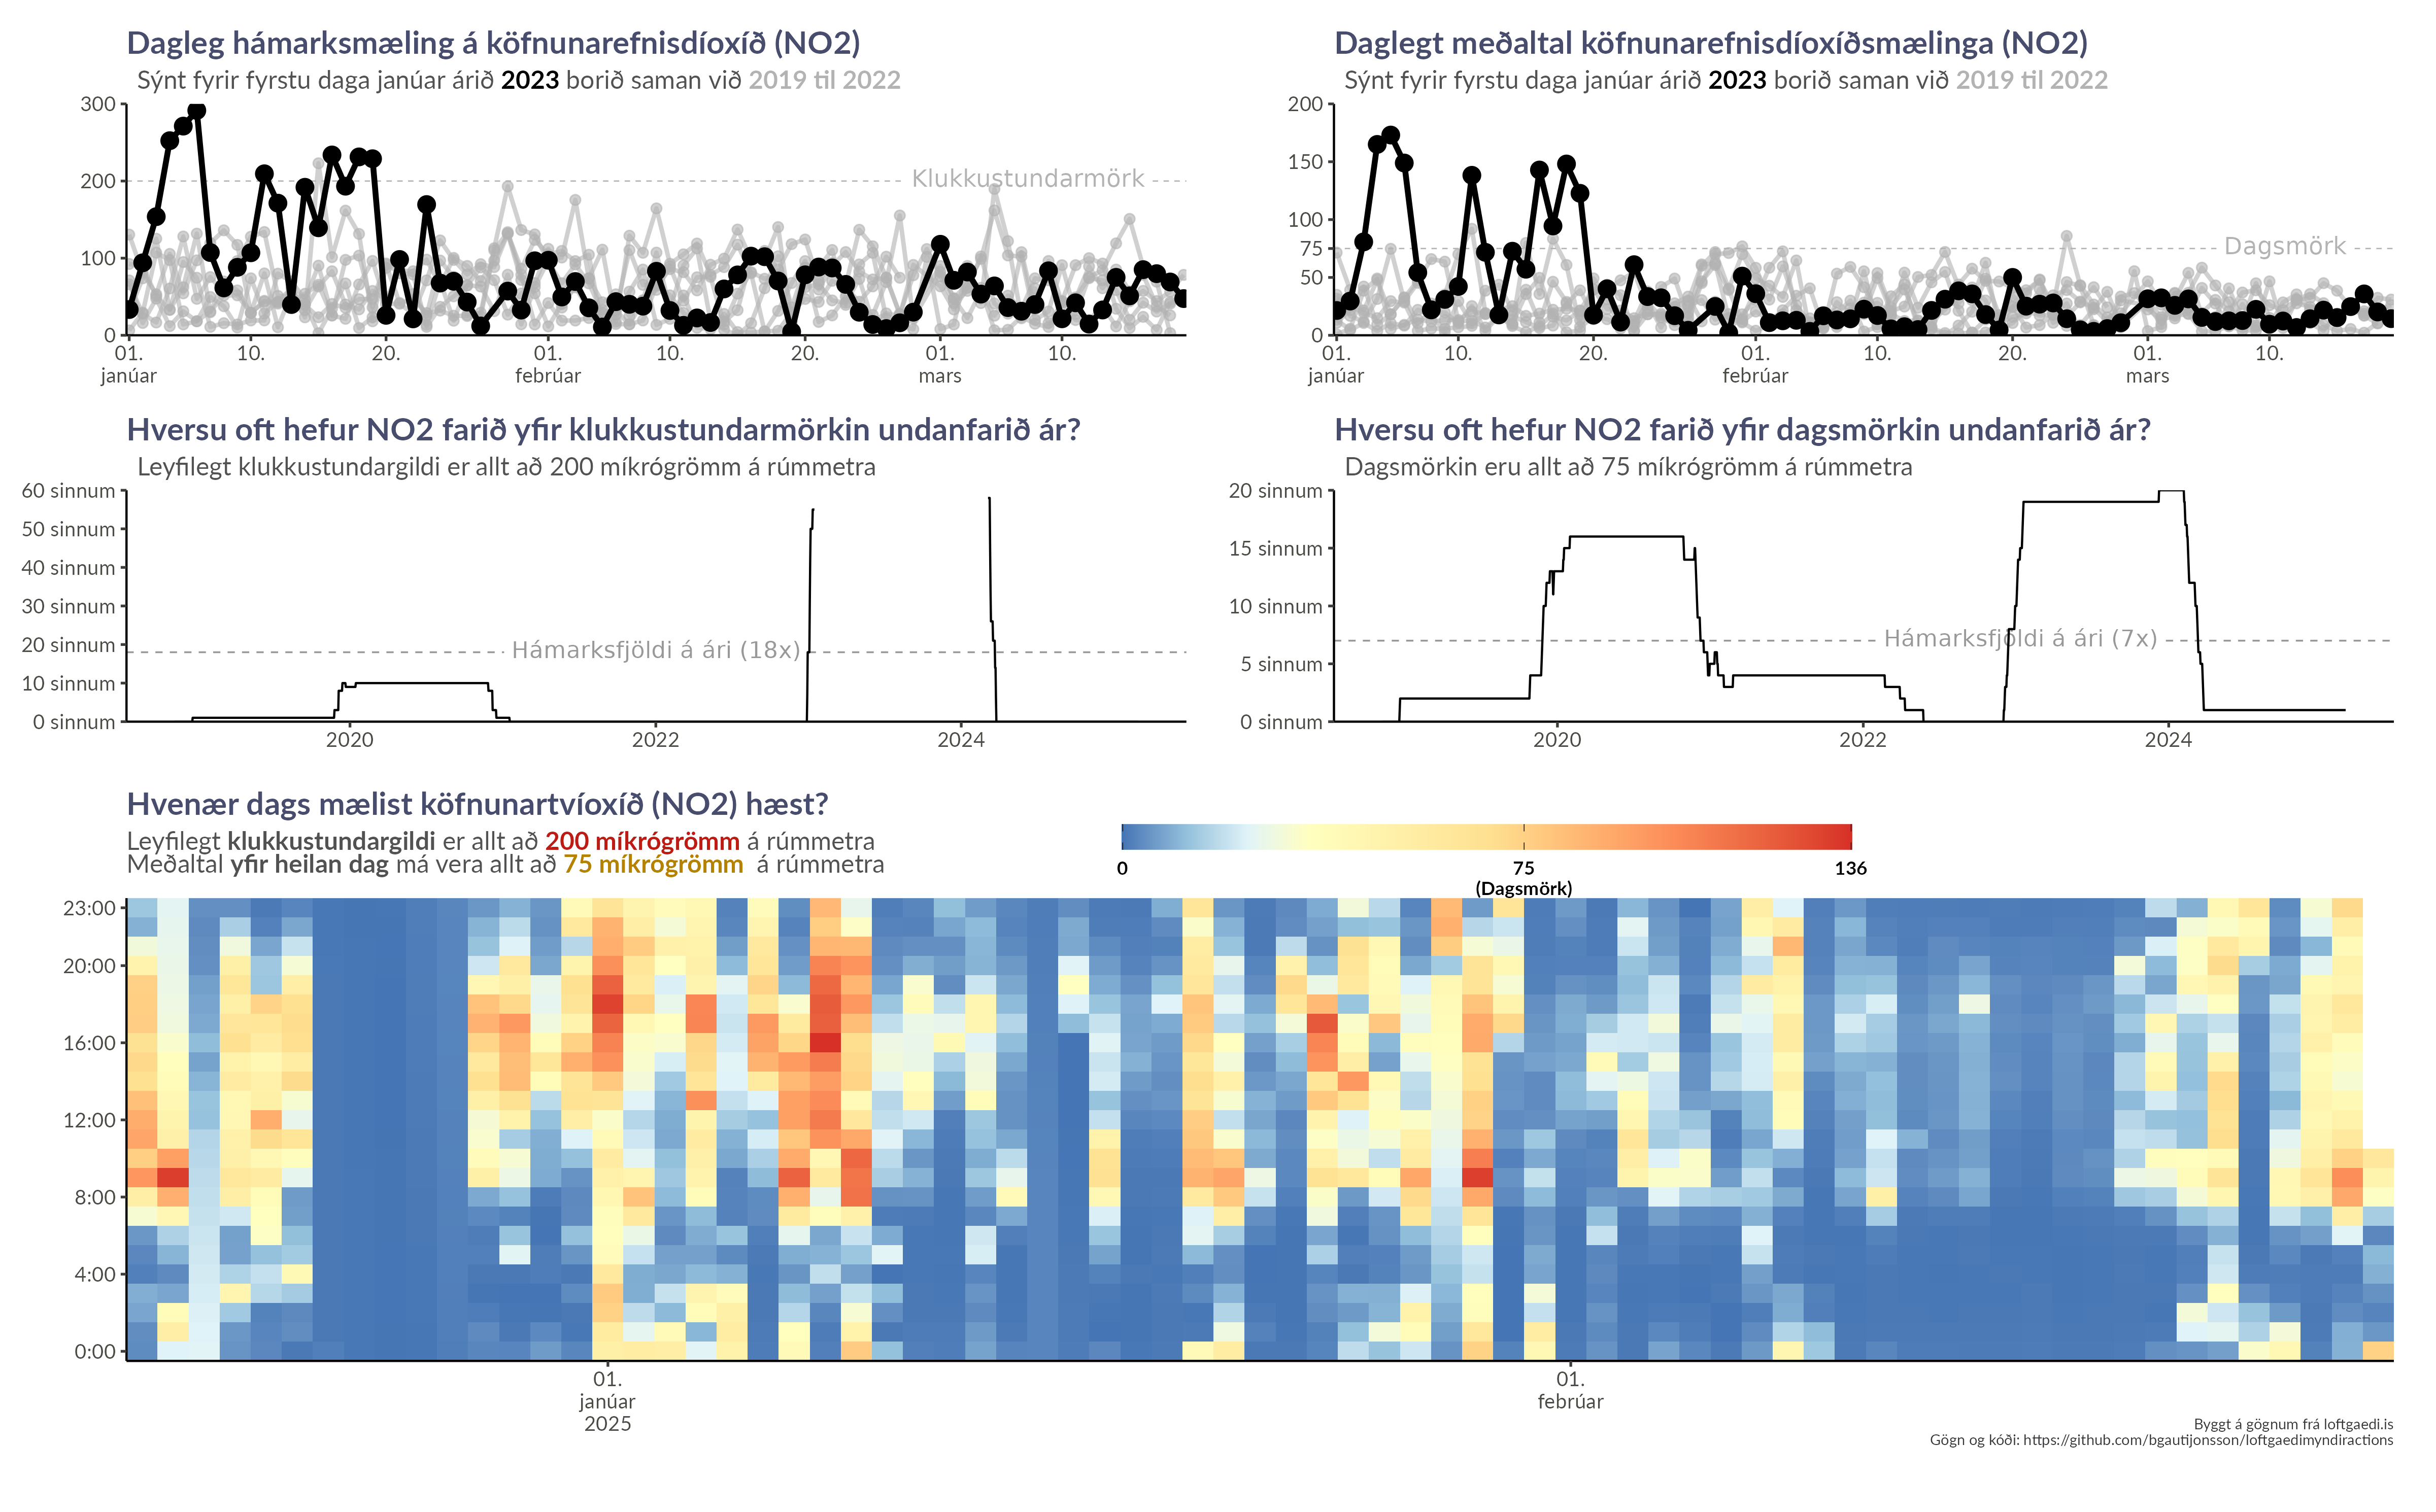 Dagleg hámarksmæling á köfnunarefnisdíoxíð (NO2)
Sýnt fyrir fyrstu daga janúar árið 2023 borið saman við 2019 til 2022
300
200
100
0
Klukkustundarmörk
01. 10. 20. 01. 10. 20. 01. 10.
janúar febrúar mars
Daglegt meðaltal köfnunarefnisdíoxíðsmælinga (NO2)
Sýnt fyrir fyrstu daga janúar árið 2023 borið saman við 2019 til 2022
200
150
100
75
50
0
Dagsmörk
01. 10. 20. 01. 10. 20. 01. 10.
janúar febrúar mars
Hversu oft hefur NO2 farið yfir klukkustundarmörkin undanfarið ár?
Leyfilegt klukkustundargildi er allt að 200 míkrógrömm á rúmmetra
60 sinnum
50 sinnum
40 sinnum
30 sinnum
20 sinnum
10 sinnum
0 sinnum
Hámarksfjöldi á ári (18x)
2020 2022 2024
Hversu oft hefur NO2 farið yfir dagsmörkin undanfarið ár?
Dagsmörkin eru allt að 75 míkrógrömm á rúmmetra
20 sinnum
15 sinnum
10 sinnum
5 sinnum
0 sinnum
Hámarksfjöldi á ári (7x)
2020 2022 2024
Hvenær dags mælist köfnunartvíoxíð (NO2) hæst?
Leyfilegt klukkustundargildi er allt að 200 míkrógrömm á rúmmetra
Meðaltal yfir heilan dag má vera allt að 75 míkrógrömm á rúmmetra
0 75 136
(Dagsmörk)
23:00
20:00
16:00
12:00
8:00
4:00
0:00
01. 01.
janúar febrúar
2025
Byggt á gögnum frá loftgaedi.is
Gögn og kóði: https://github.com/bgautijonsson/loftgaedimyndiractions